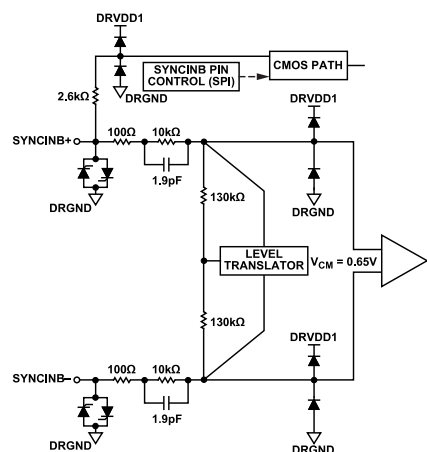 DRVDD1
SYNCINB PIN
CONTROL (SPI)
CMOS PATH
DRGND
2.6kΩ
DRVDD1
SYNCINB+
100Ω
10kΩ
1.9pF
DRGND
130kΩ
DRGND
LEVEL
TRANSLATOR
VCM = 0.65V
130kΩ
DRVDD1
SYNCINB–
100Ω
10kΩ
1.9pF
DRGND
DRGND